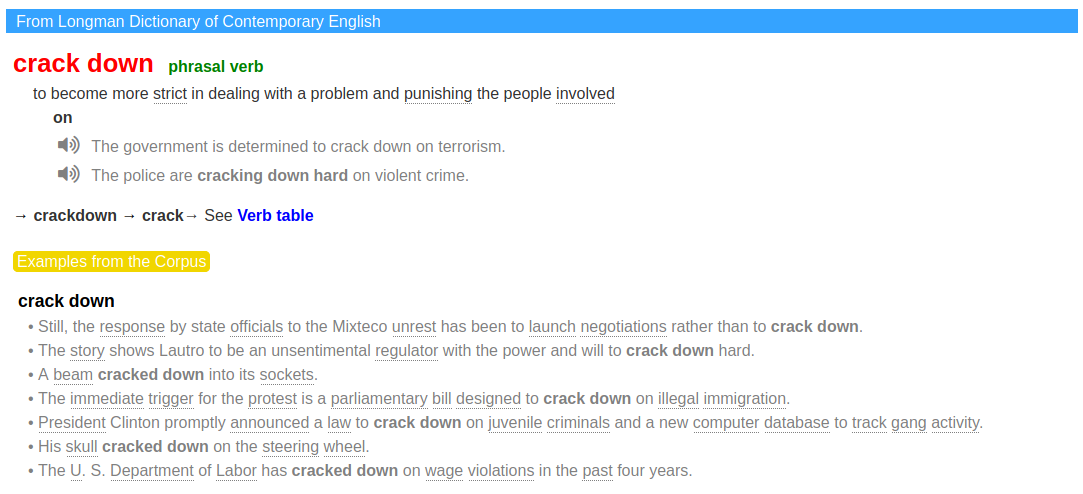 From Longman Dictionary of Contemporary English
crack down phrasal verb
to become more strict in dealing with a problem and punishing the people involved
on
The government is determined to crack down on terrorism.
The police are cracking down hard on violent crime.
→ crackdown → crack→ See Verb table
Examples from the Corpus
crack down
• Still, the response by state officials to the Mixteco unrest has been to launch negotiations rather than to crack down.
• The story shows Lautro to be an unsentimental regulator with the power and will to crack down hard.
• A beam cracked down into its sockets.
• The immediate trigger for the protest is a parliamentary bill designed to crack down on illegal immigration.
• President Clinton promptly announced a law to crack down on juvenile criminals and a new computer database to track gang activity.
• His skull cracked down on the steering wheel.
• The U. S. Department of Labor has cracked down on wage violations in the past four years.